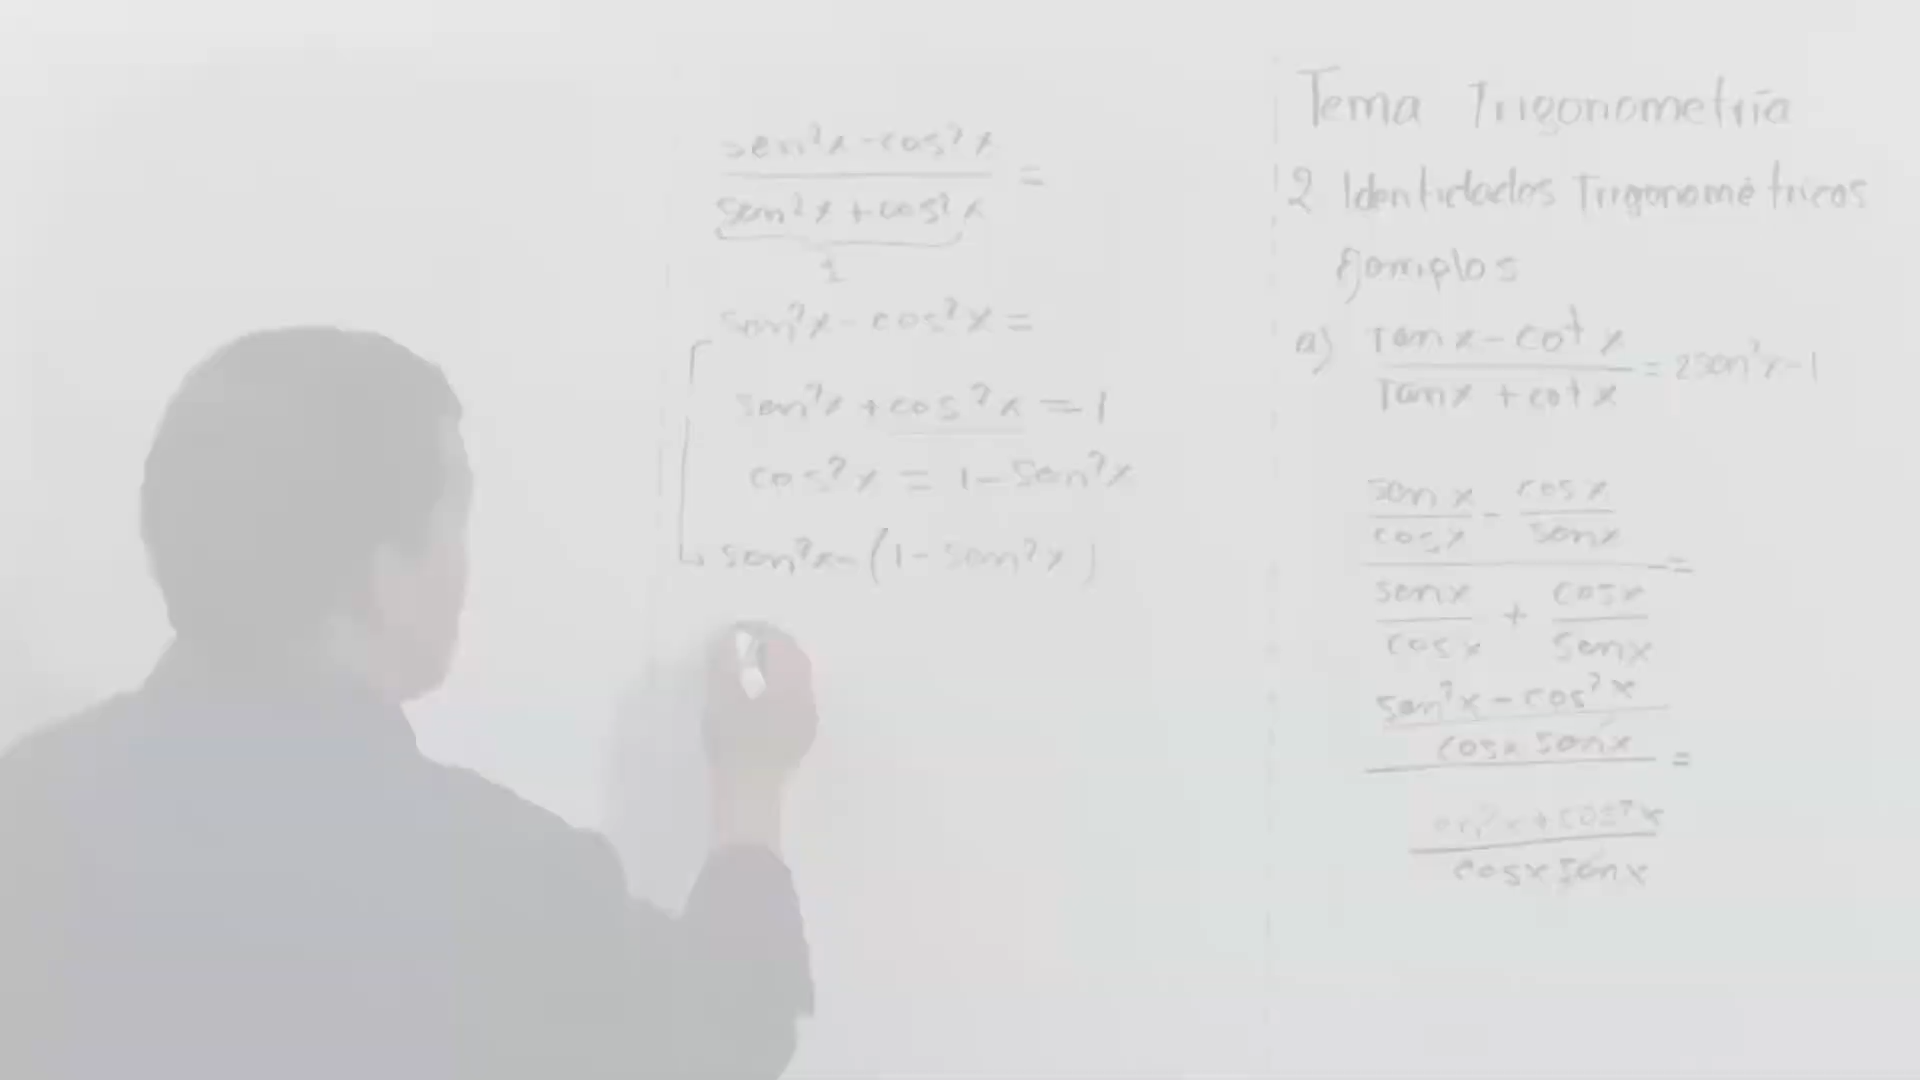 Tema Trigonometría
2 Identidades Trigonométricas
Ejemplos
a) Tan x - cot x
Tan x + cot x
= 2 sen²x - 1
sen x
cos x
-
cos x
sen x
=
sen x
cos x
+
cos x
sen x
sen²x - cos²x
cos x sen x
=
sen²x + cos²x
cos x sen x
sen²x - cos²x
=
sen²x + cos²x
1
sen²x - cos²x =
sen²x + cos²x = 1
cos²x = 1 - sen²x
sen²x - (1 - sen²x)